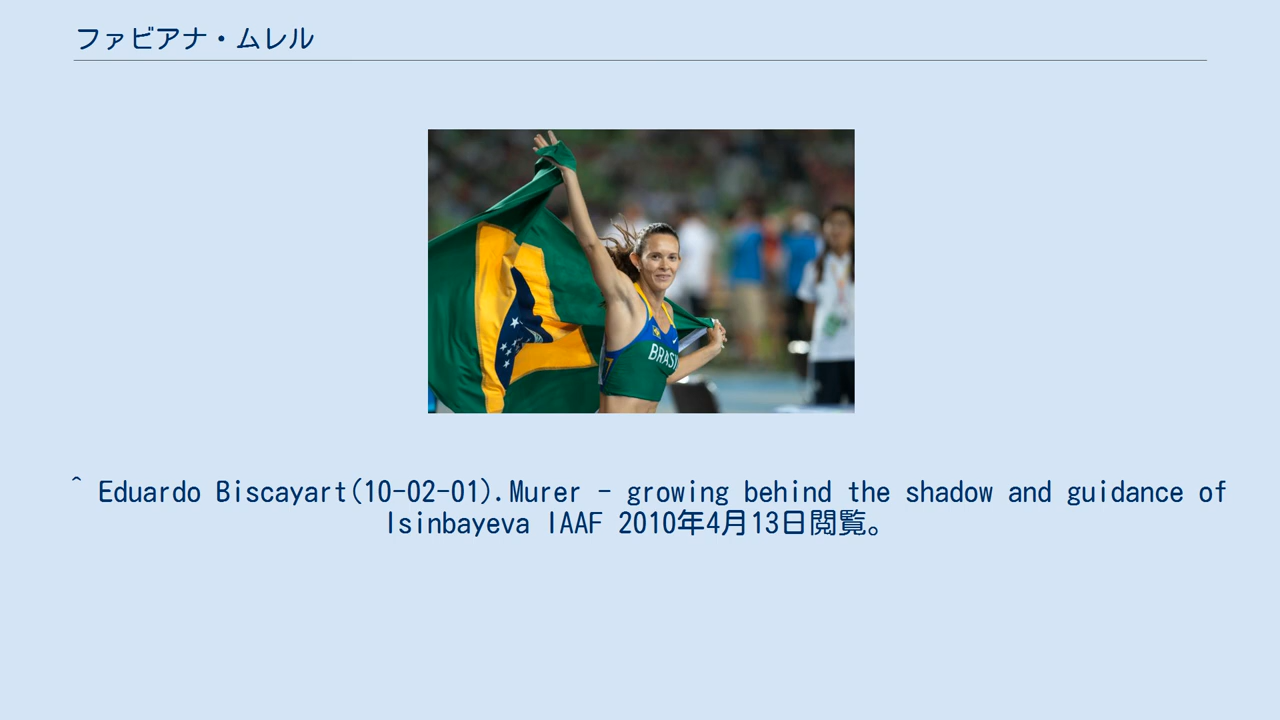 ファビアナ・ムレル
BRASI
^ Eduardo Biscayart(10-02-01).Murer - growing behind the shadow and guidance of
Isinbayeva IAAF 2010年4月13日閲覧。